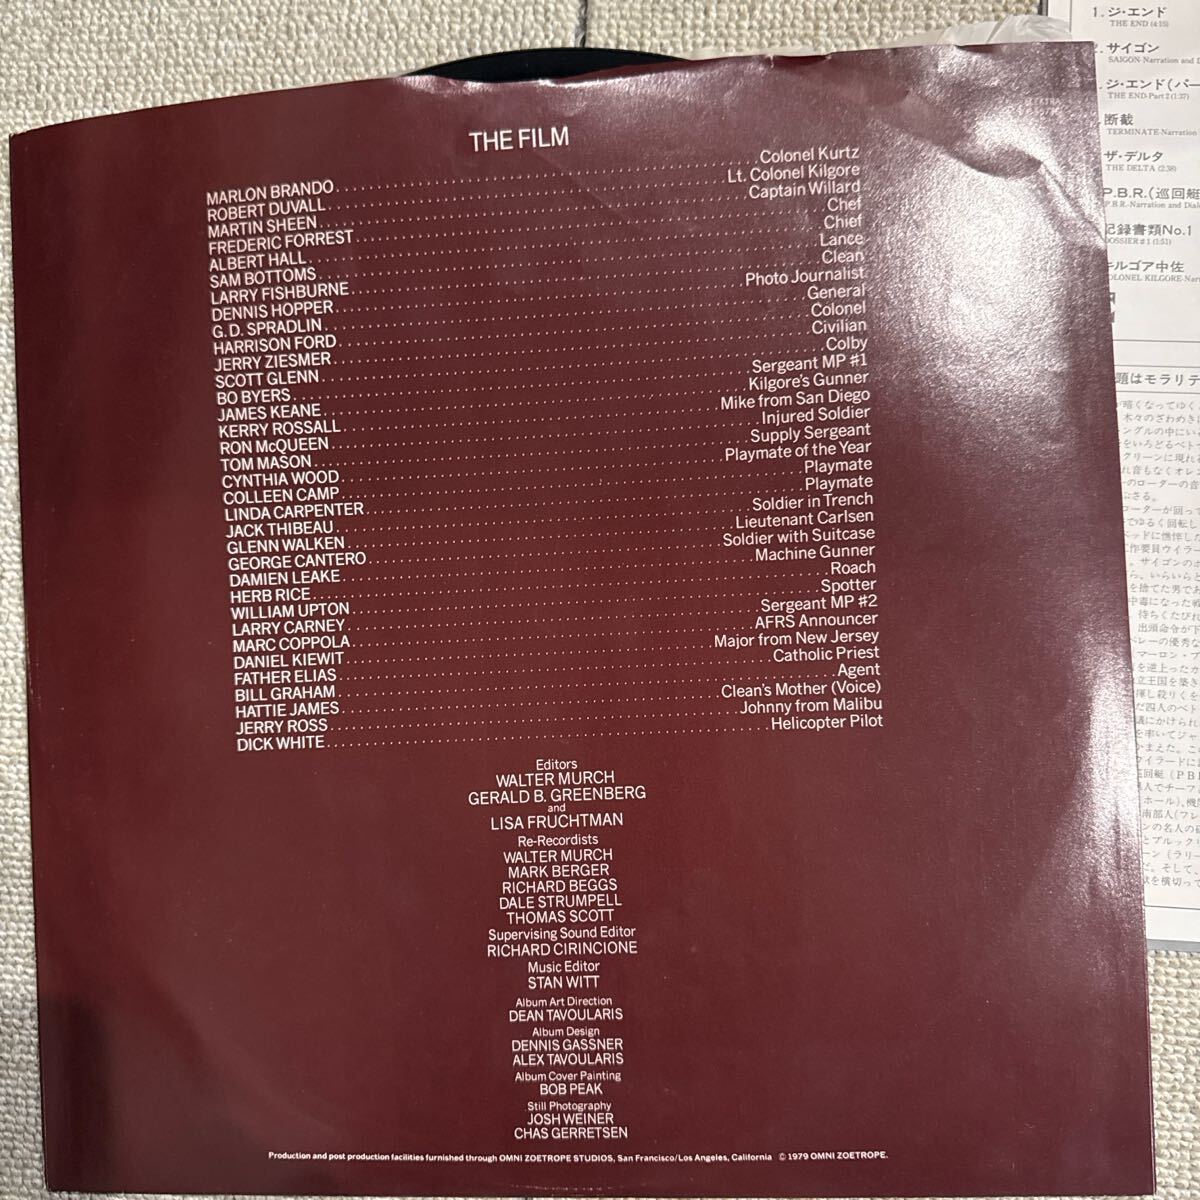 THE FILM
MARLON BRANDO Colonel Kurtz
ROBERT DUVALL Lt. Colonel Kilgore
MARTIN SHEEN Captain Willard
FREDERIC FORREST Chef
ALBERT HALL Chief
SAM BOTTOMS Lance
LARRY FISHBURNE Clean
DENNIS HOPPER Photo Journalist
G.D. SPRADLIN General
HARRISON FORD Colonel
JERRY ZIESMER Civilian
SCOTT GLENN Colby
BO BYERS Sergeant MP #1
JAMES KEANE Kilgore's Gunner
KERRY ROSSALL Mike from San Diego
RON McQUEEN Injured Soldier
TOM MASON Supply Sergeant
CYNTHIA WOOD Playmate of the Year
COLLEEN CAMP Playmate
LINDA CARPENTER Playmate
JACK THIBEAU Soldier in Trench
GLENN WALKEN Lieutenant Carlsen
GEORGE CANTERO Soldier with Suitcase
DAMIEN LEAKE Machine Gunner
HERB RICE Roach
WILLIAM UPTON Spotter
LARRY CARNEY Sergeant MP #2
MARC COPPOLA AFRS Announcer
DANIEL KIEWIT Major from New Jersey
FATHER ELIAS Catholic Priest
BILL GRAHAM Agent
HATTIE JAMES Clean's Mother (Voice)
JERRY ROSS Johnny from Malibu
DICK WHITE Helicopter Pilot
Editors
WALTER MURCH
GERALD B. GREENBERG
and
LISA FRUCHTMAN
Re-Recordists
WALTER MURCH
MARK BERGER
RICHARD BEGGS
DALE STRUMPELL
THOMAS SCOTT
Supervising Sound Editor
RICHARD CIRINCIONE
Music Editor
STAN WITT
Album Art Direction
DEAN TAVOULARIS
Album Design
DENNIS GASSNER
ALEX TAVOULARIS
Album Cover Painting
BOB PEAK
Still Photography
JOSH WEINER
CHAS GERRETSEN
Production and post production facilities furnished through OMNI ZOETROPE STUDIOS, San Francisco/Los Angeles, California © 1979 OMNI ZOETROPE.
1. ジ・エンド
THE END (4:15)
サイゴン
SAIGON-Narration and
ジ・エンド(パー
THE END-Part 2 (1:37)
断截
TERMINATE-Narration
ザ・デルタ
THE DELTA (2:38)
P.B.R.(巡回艇
P.B.R.-Narration and
記録書類No.1
DOSSIER #1 (1:51)
キルゴア中佐
COLONEL KILGORE